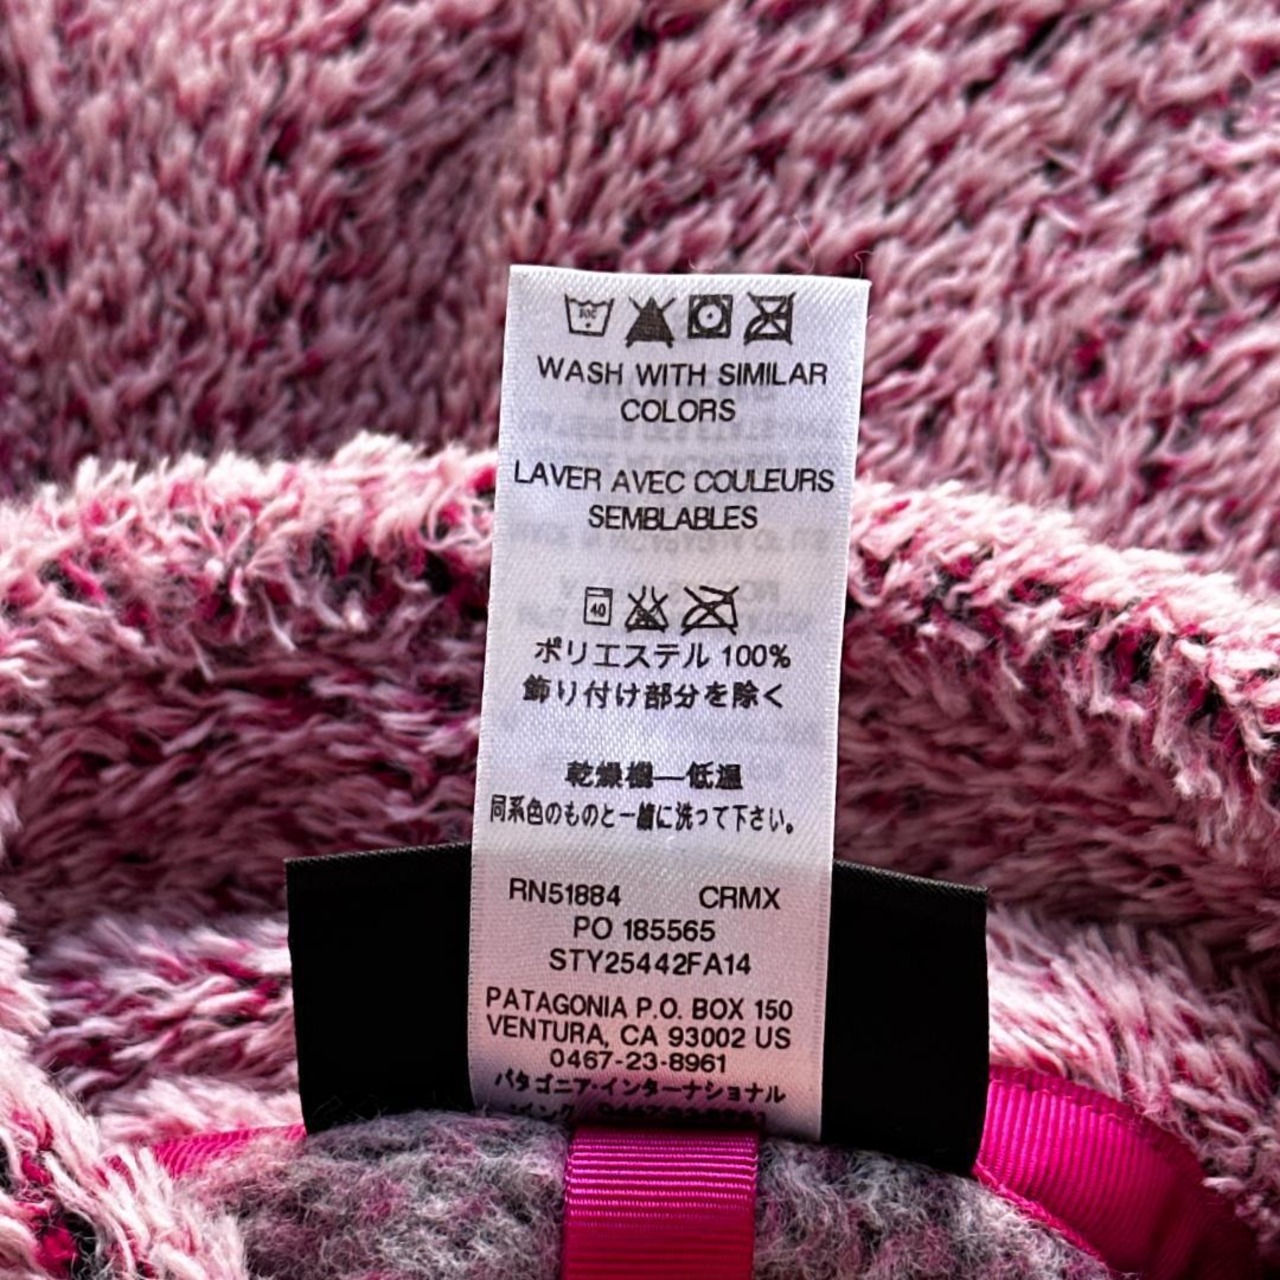 WASH WITH SIMILAR
COLORS
LAVER AVEC COULEURS
SEMBLABLES
40
ポリエステル 100%
飾り付け部分を除く
乾燥機—低温
同系色のものと一緒に洗って下さい。
RN51884 CRMX
PO 185565
STY25442FA14
PATAGONIA P.O. BOX 150
VENTURA, CA 93002 US
0467-23-8961
パタゴニア・インターナショナル